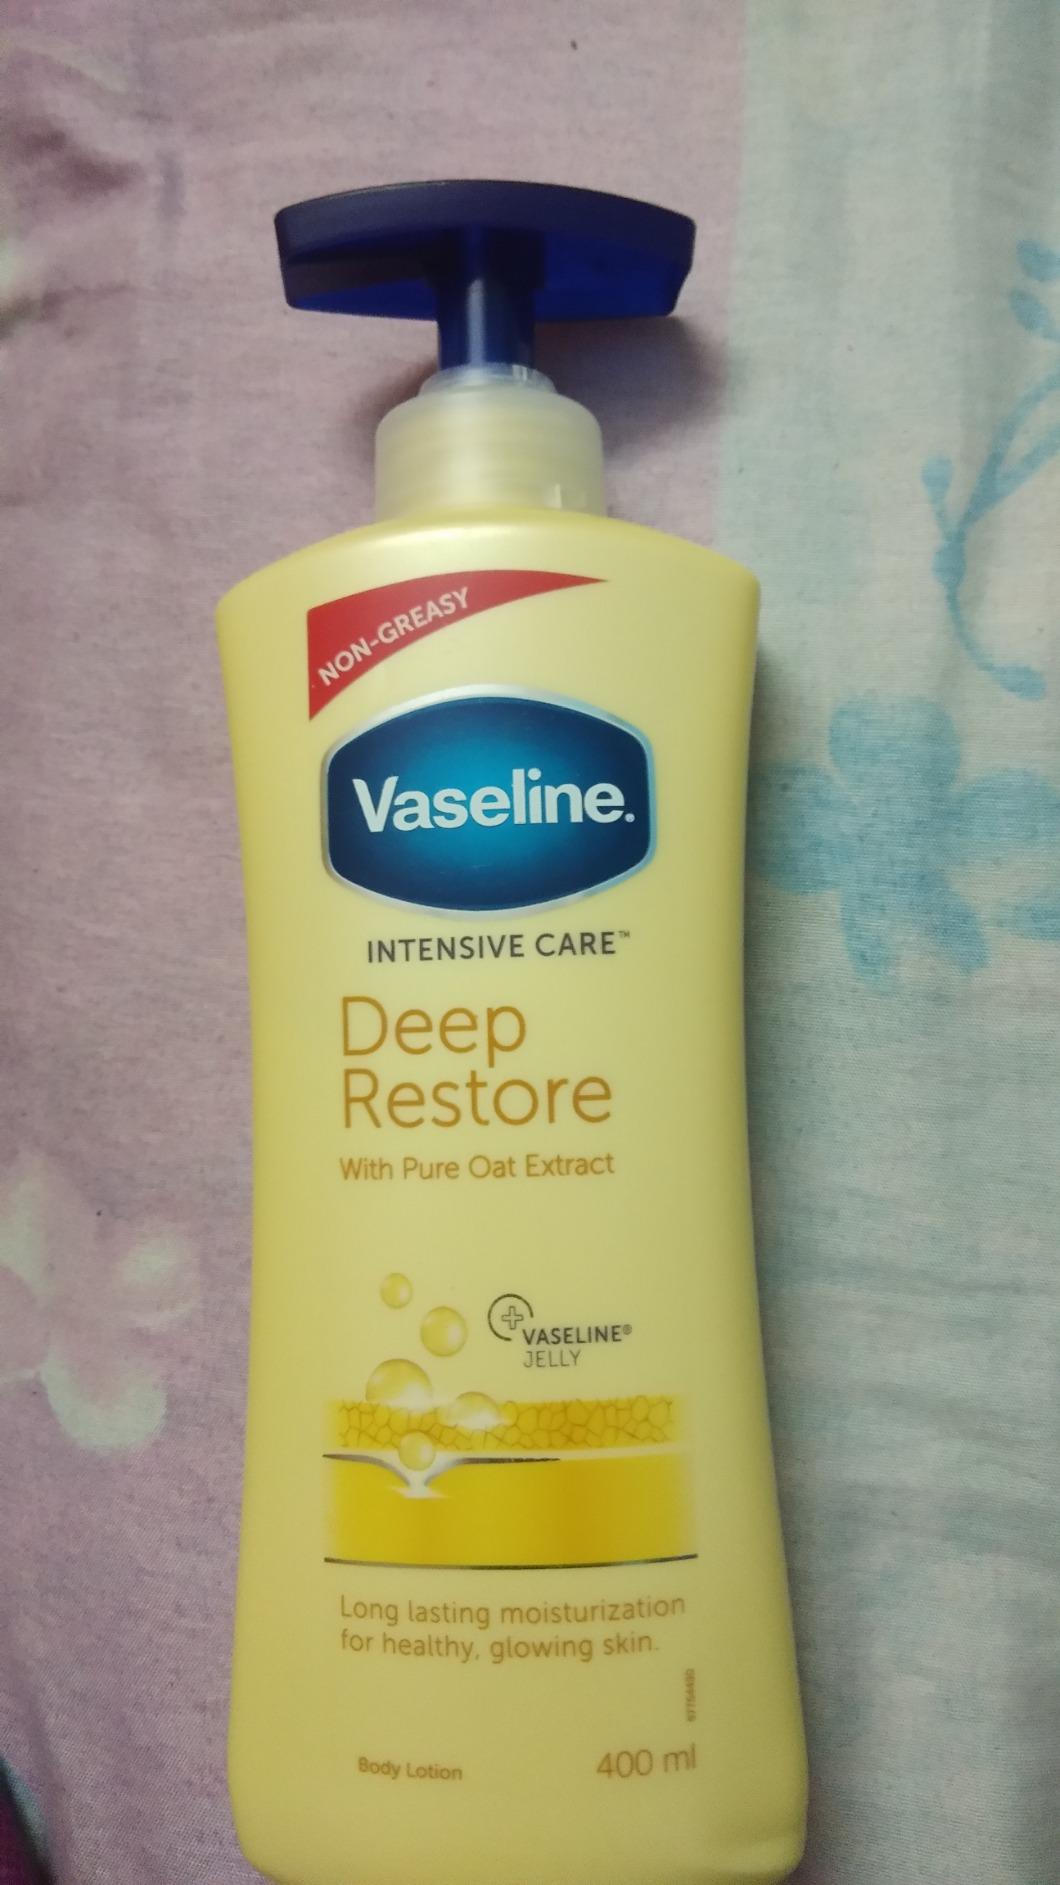 NON-GREASY
Vaseline.
INTENSIVE CARE™
Deep
Restore
With Pure Oat Extract
VASELINE®
JELLY
Long lasting moisturization
for healthy, glowing skin.
Body Lotion
400 ml